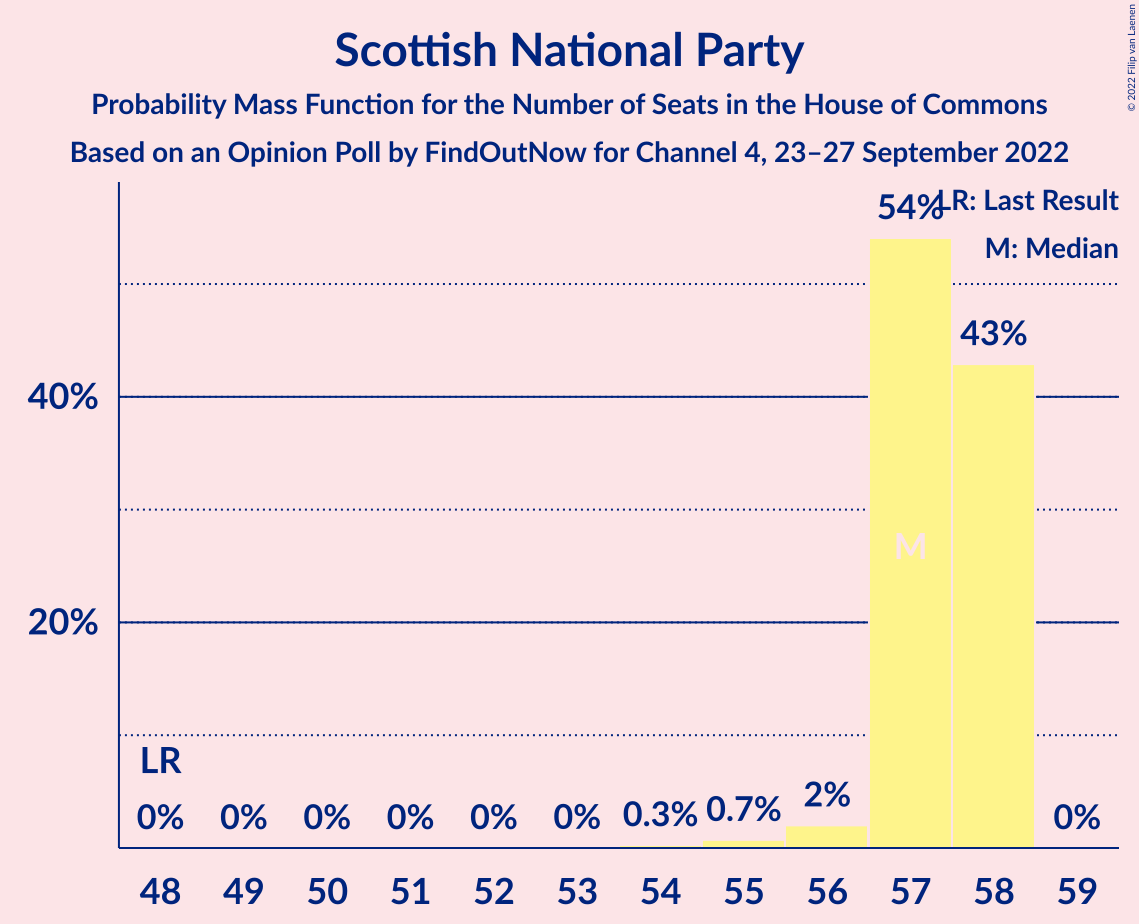 Scottish National Party
Probability Mass Function for the Number of Seats in the House of Commons
Based on an Opinion Poll by FindOutNow for Channel 4, 23–27 September 2022
© 2022 Filip van Laenen
LR: Last Result
M: Median
54%
43%
40%
M
20%
LR
0% 0% 0% 0% 0% 0% 0.3% 0.7% 2% 0%
48 49 50 51 52 53 54 55 56 57 58 59